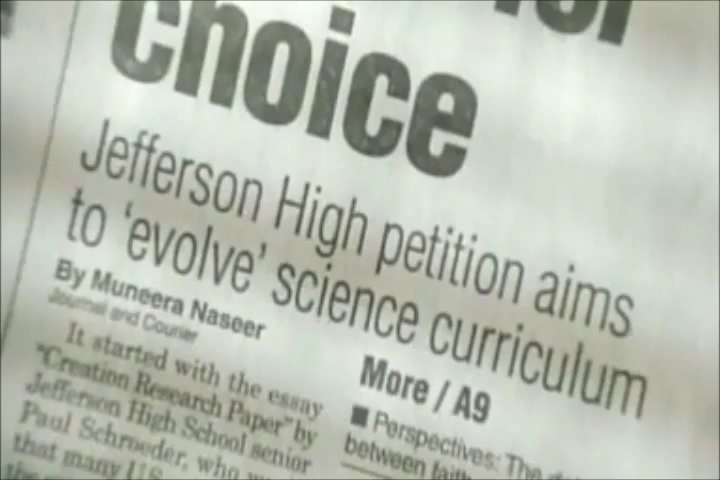 choice
Jefferson High petition aims
to 'evolve' science curriculum
By Muneera Naseer
Journal and Courier
It started with the essay
"Creation Research Paper" by
Jefferson High School senior
Paul Schroeder, who
that many U.S.
the
More / A9
■ Perspectives: The
between faith